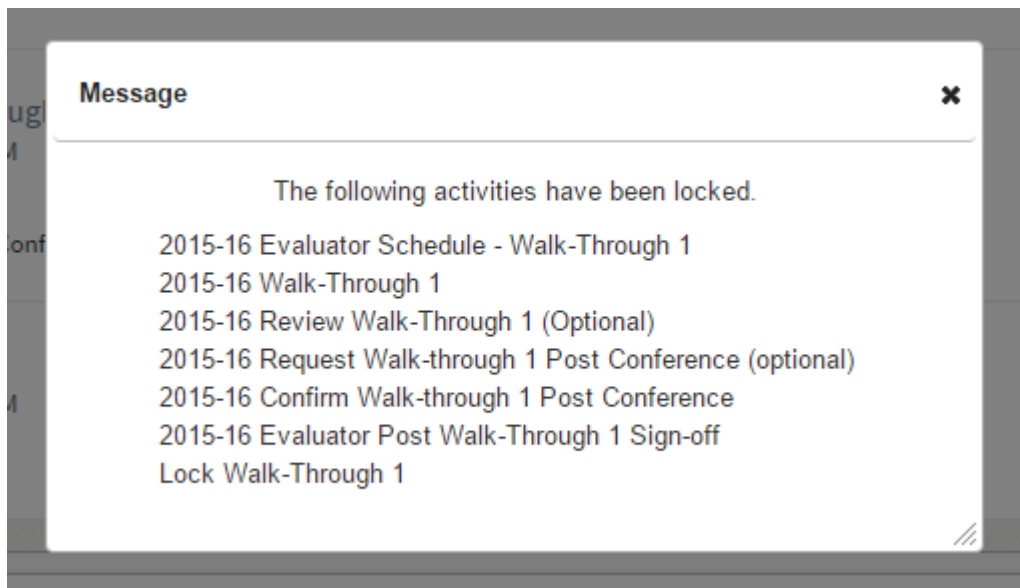 Message
The following activities have been locked.
2015-16 Evaluator Schedule - Walk-Through 1
2015-16 Walk-Through 1
2015-16 Review Walk-Through 1 (Optional)
2015-16 Request Walk-through 1 Post Conference (optional)
2015-16 Confirm Walk-through 1 Post Conference
2015-16 Evaluator Post Walk-Through 1 Sign-off
Lock Walk-Through 1